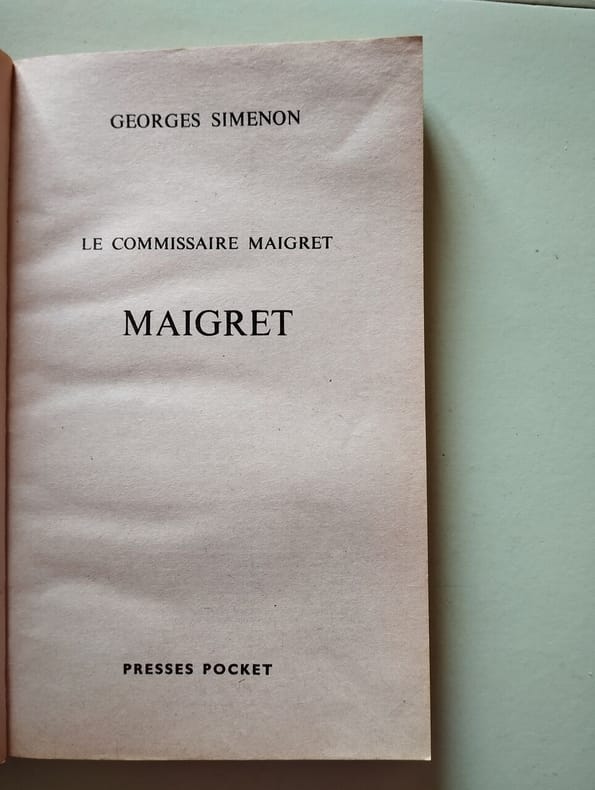 GEORGES SIMENON
LE COMMISSAIRE MAIGRET
MAIGRET
PRESSES POCKET